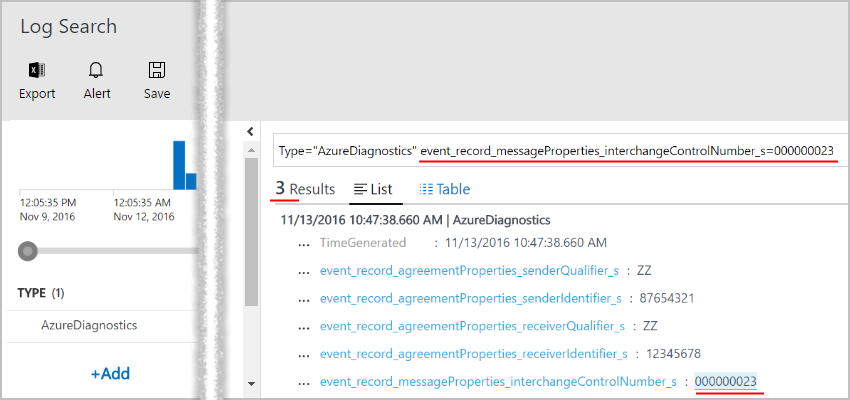 Log Search
Export Alert Save
12:05:35 PM 12:05:35 AM
Nov 9, 2016 Nov 12, 2016
TYPE (1)
AzureDiagnostics
+Add
Type="AzureDiagnostics" event_record_messageProperties_interchangeControlNumber_s=000000023
3 Results List Table
11/13/2016 10:47:38.660 AM | AzureDiagnostics
... TimeGenerated : 11/13/2016 10:47:38.660 AM
... event_record_agreementProperties_senderQualifier_s : ZZ
... event_record_agreementProperties_senderIdentifier_s : 87654321
... event_record_agreementProperties_receiverQualifier_s : ZZ
... event_record_agreementProperties_receiverIdentifier_s : 12345678
... event_record_messageProperties_interchangeControlNumber_s : 000000023